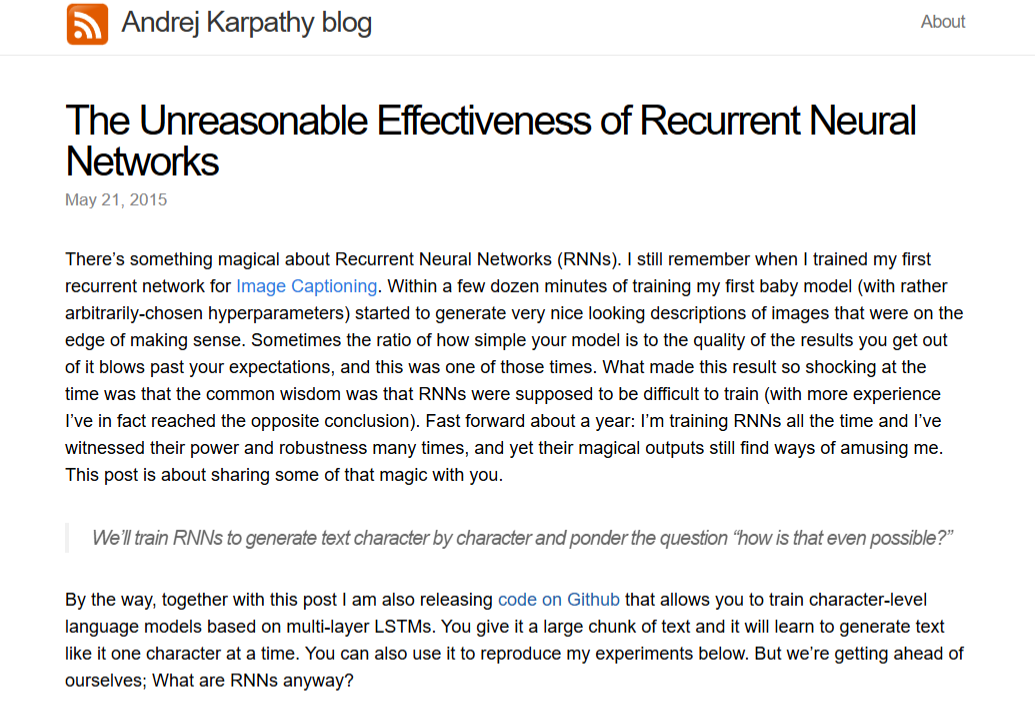 Andrej Karpathy blog
About
The Unreasonable Effectiveness of Recurrent Neural
Networks
May 21, 2015
There’s something magical about Recurrent Neural Networks (RNNs). I still remember when I trained my first
recurrent network for Image Captioning. Within a few dozen minutes of training my first baby model (with rather
arbitrarily-chosen hyperparameters) started to generate very nice looking descriptions of images that were on the
edge of making sense. Sometimes the ratio of how simple your model is to the quality of the results you get out
of it blows past your expectations, and this was one of those times. What made this result so shocking at the
time was that the common wisdom was that RNNs were supposed to be difficult to train (with more experience
I’ve in fact reached the opposite conclusion). Fast forward about a year: I’m training RNNs all the time and I’ve
witnessed their power and robustness many times, and yet their magical outputs still find ways of amusing me.
This post is about sharing some of that magic with you.
We’ll train RNNs to generate text character by character and ponder the question “how is that even possible?”
By the way, together with this post I am also releasing code on Github that allows you to train character-level
language models based on multi-layer LSTMs. You give it a large chunk of text and it will learn to generate text
like it one character at a time. You can also use it to reproduce my experiments below. But we’re getting ahead of
ourselves; What are RNNs anyway?